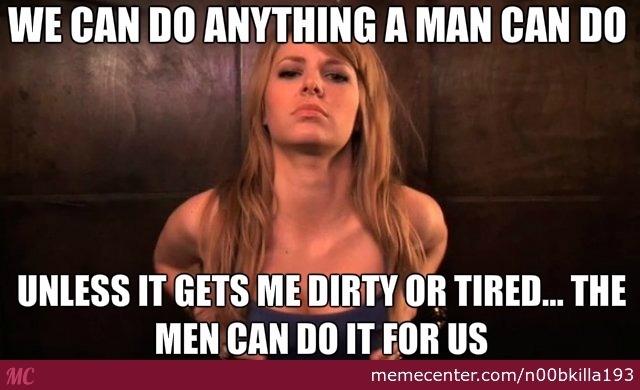 WE CAN DO ANYTHING A MAN CAN DO
UNLESS IT GETS ME DIRTY OR TIRED... THE
MEN CAN DO IT FOR US
MC
memecenter.com/n00bkilla193